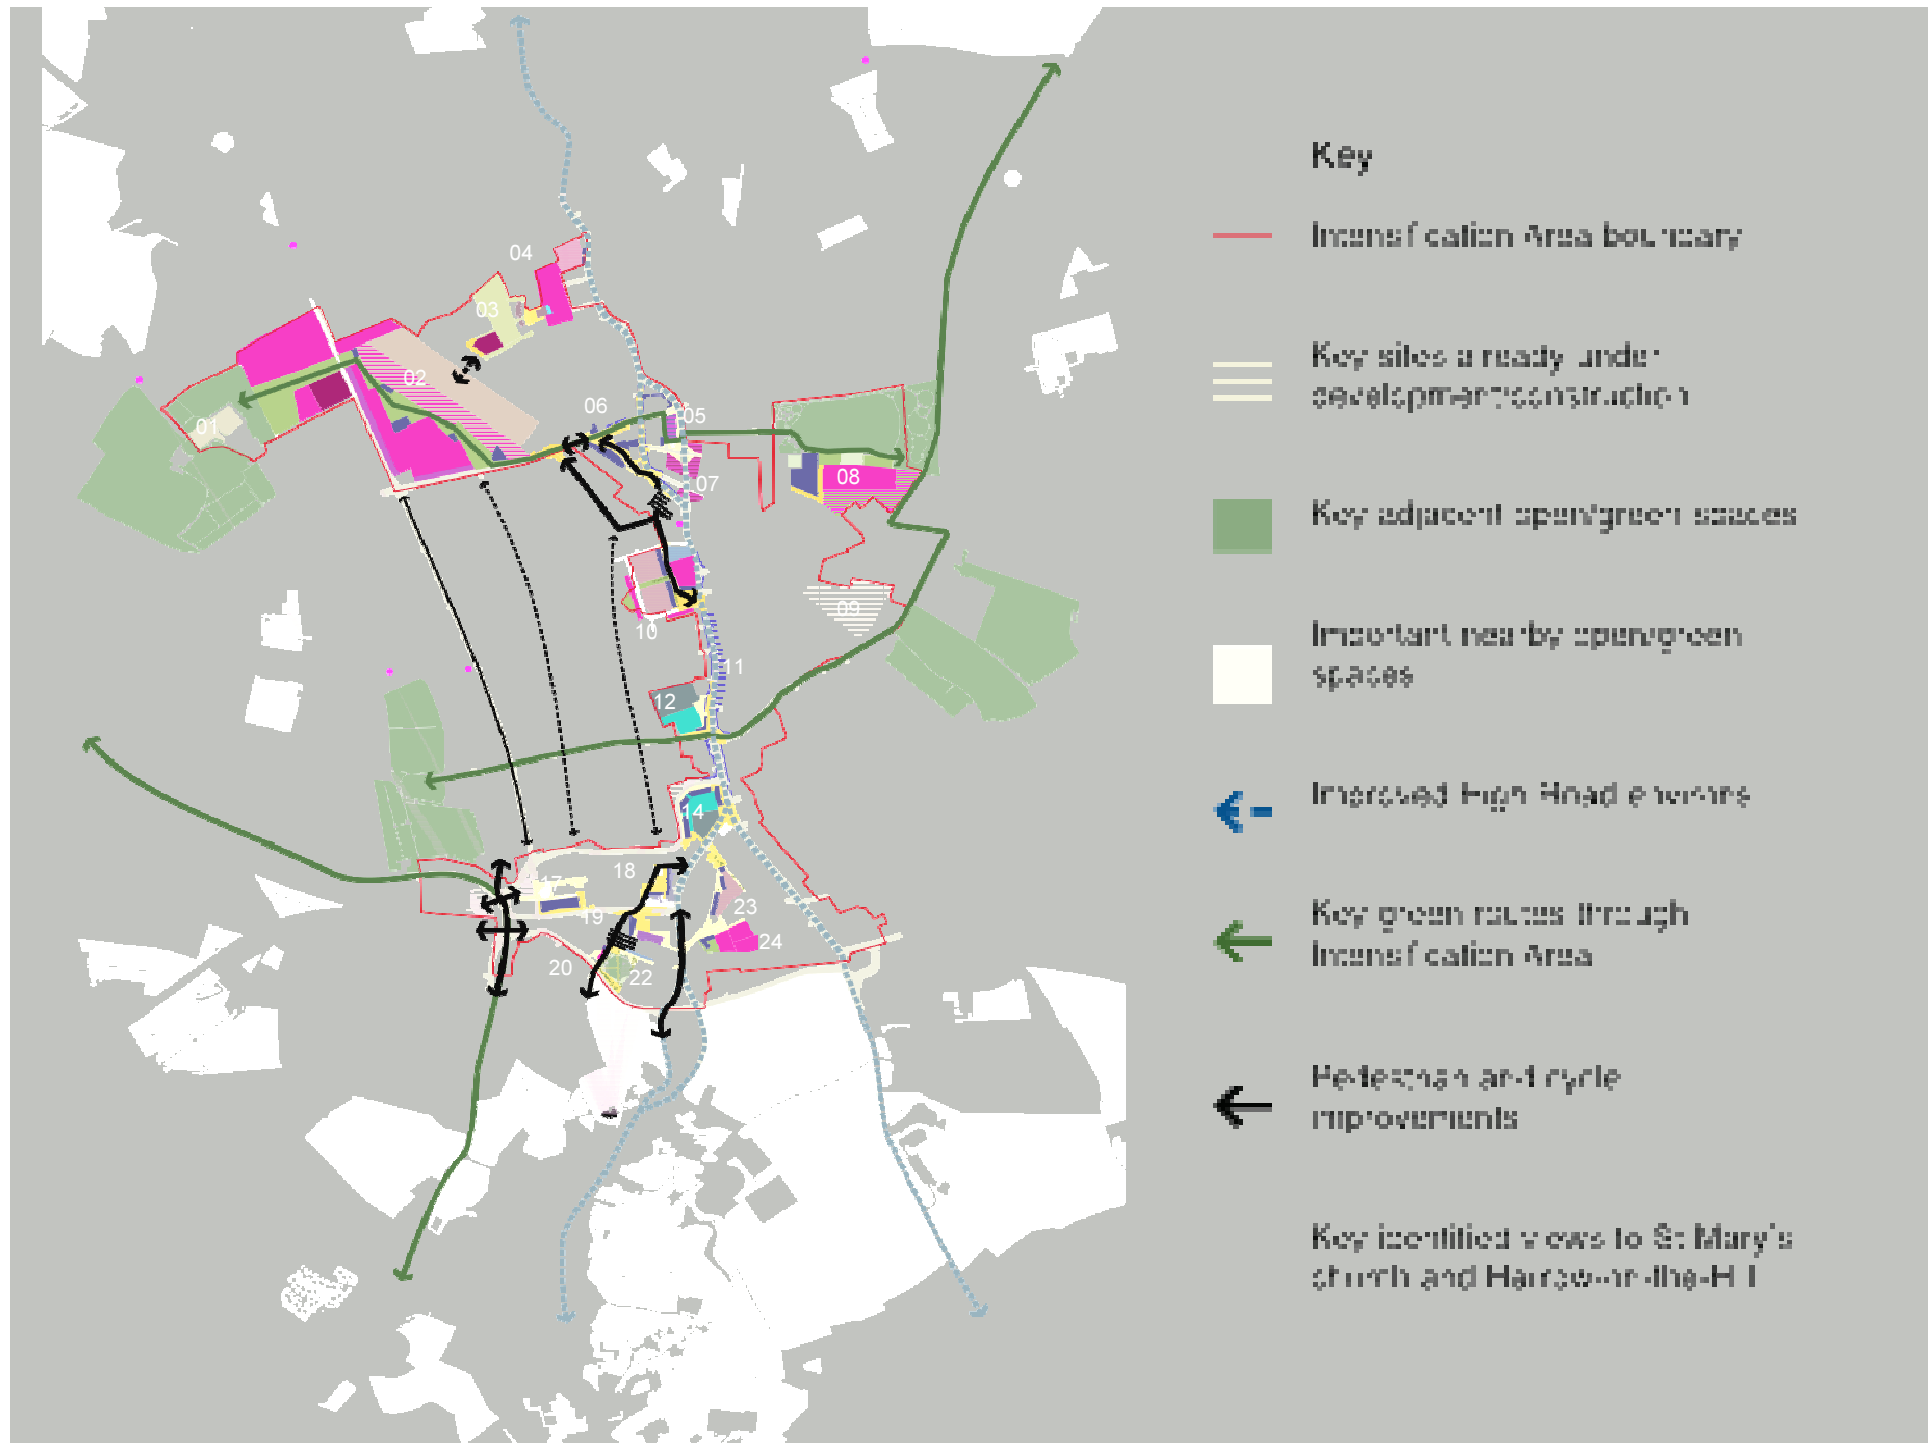 Key
Intensification Area boundary
Key sites already under
development/construction
Key adjacent open/green spaces
Important nearby open/green
spaces
Improved High Road environs
Key green routes through
Intensification Area
Pedestrian and cycle
improvements
Key identified views to St Mary's
church and Harrow-on-the-Hill
04
03
02
01
06
05
07
08
09
10
11
12
14
18
17
19
23
24
20
22